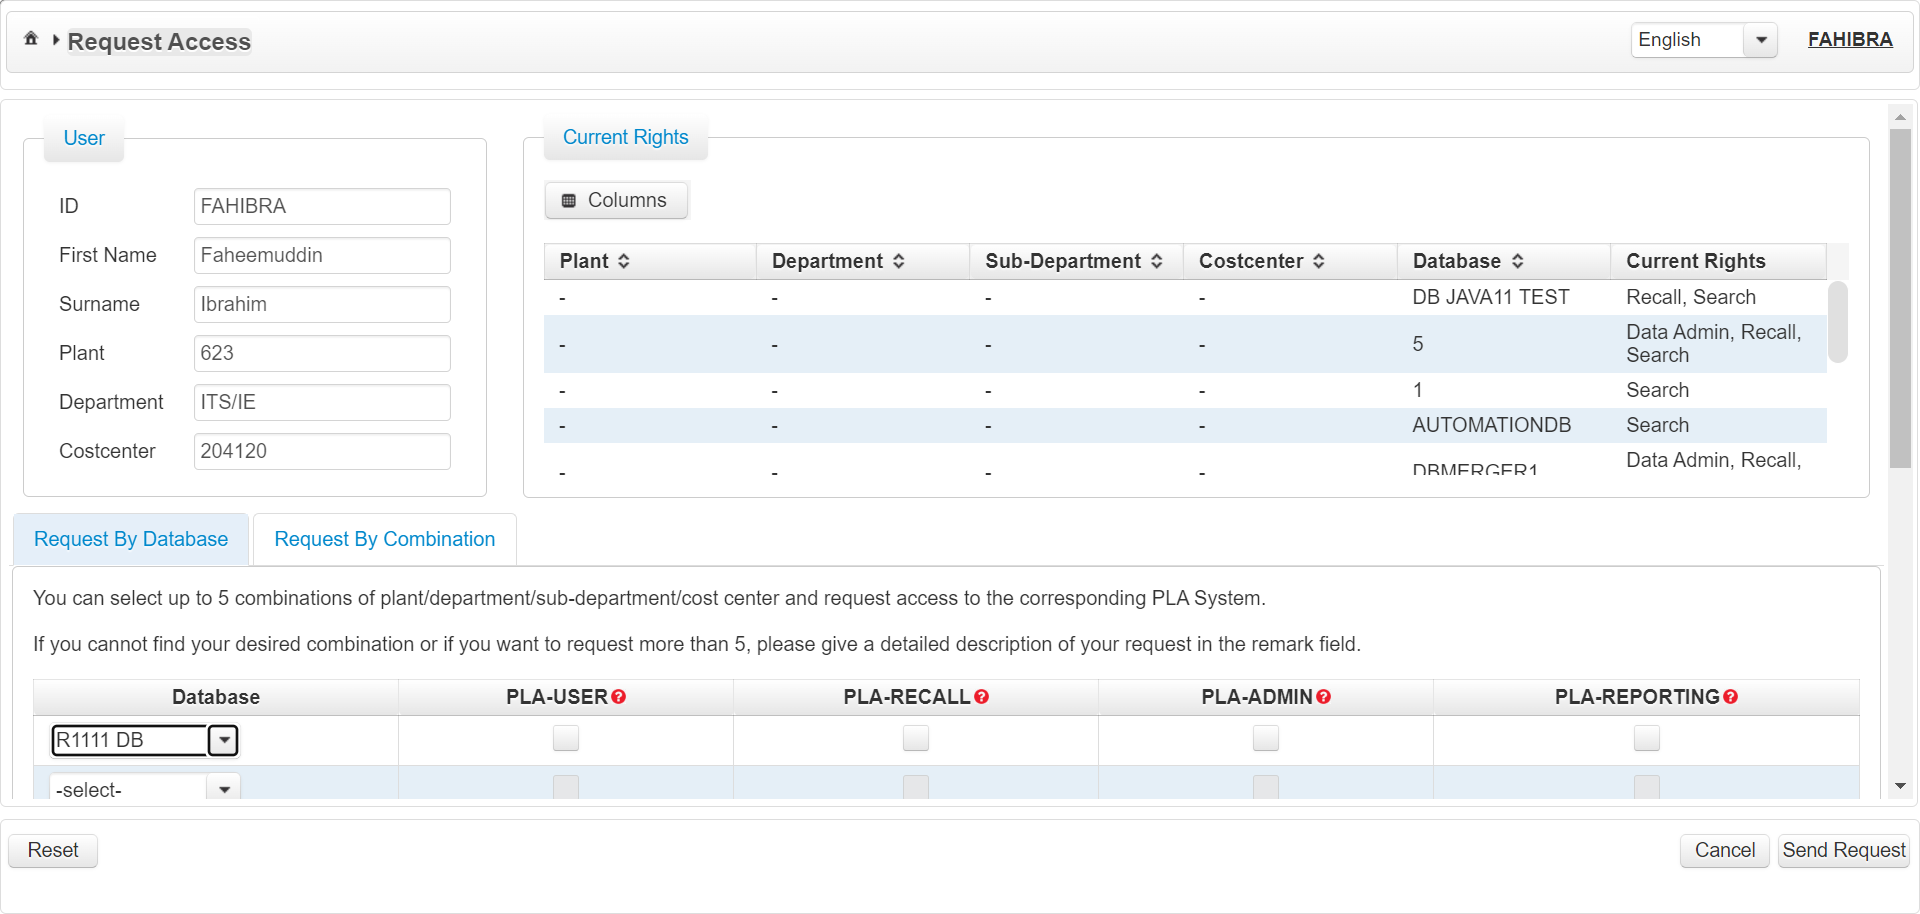 Request Access
English
FAHIBRA
User
ID FAHIBRA
First Name Faheemuddin
Surname Ibrahim
Plant 623
Department ITS/IE
Costcenter 204120
Current Rights
Columns
Plant Department Sub-Department Costcenter Database Current Rights
- - - - DB JAVA11 TEST Recall, Search
- - - - 5 Data Admin, Recall,
Search
- - - - 1 Search
- - - - AUTOMATIONDB Search
- - - - DBMERGER1 Data Admin, Recall,
Request By Database Request By Combination
You can select up to 5 combinations of plant/department/sub-department/cost center and request access to the corresponding PLA System.
If you cannot find your desired combination or if you want to request more than 5, please give a detailed description of your request in the remark field.
Database PLA-USER PLA-RECALL PLA-ADMIN PLA-REPORTING
R1111 DB
-select-
Reset Cancel Send Request